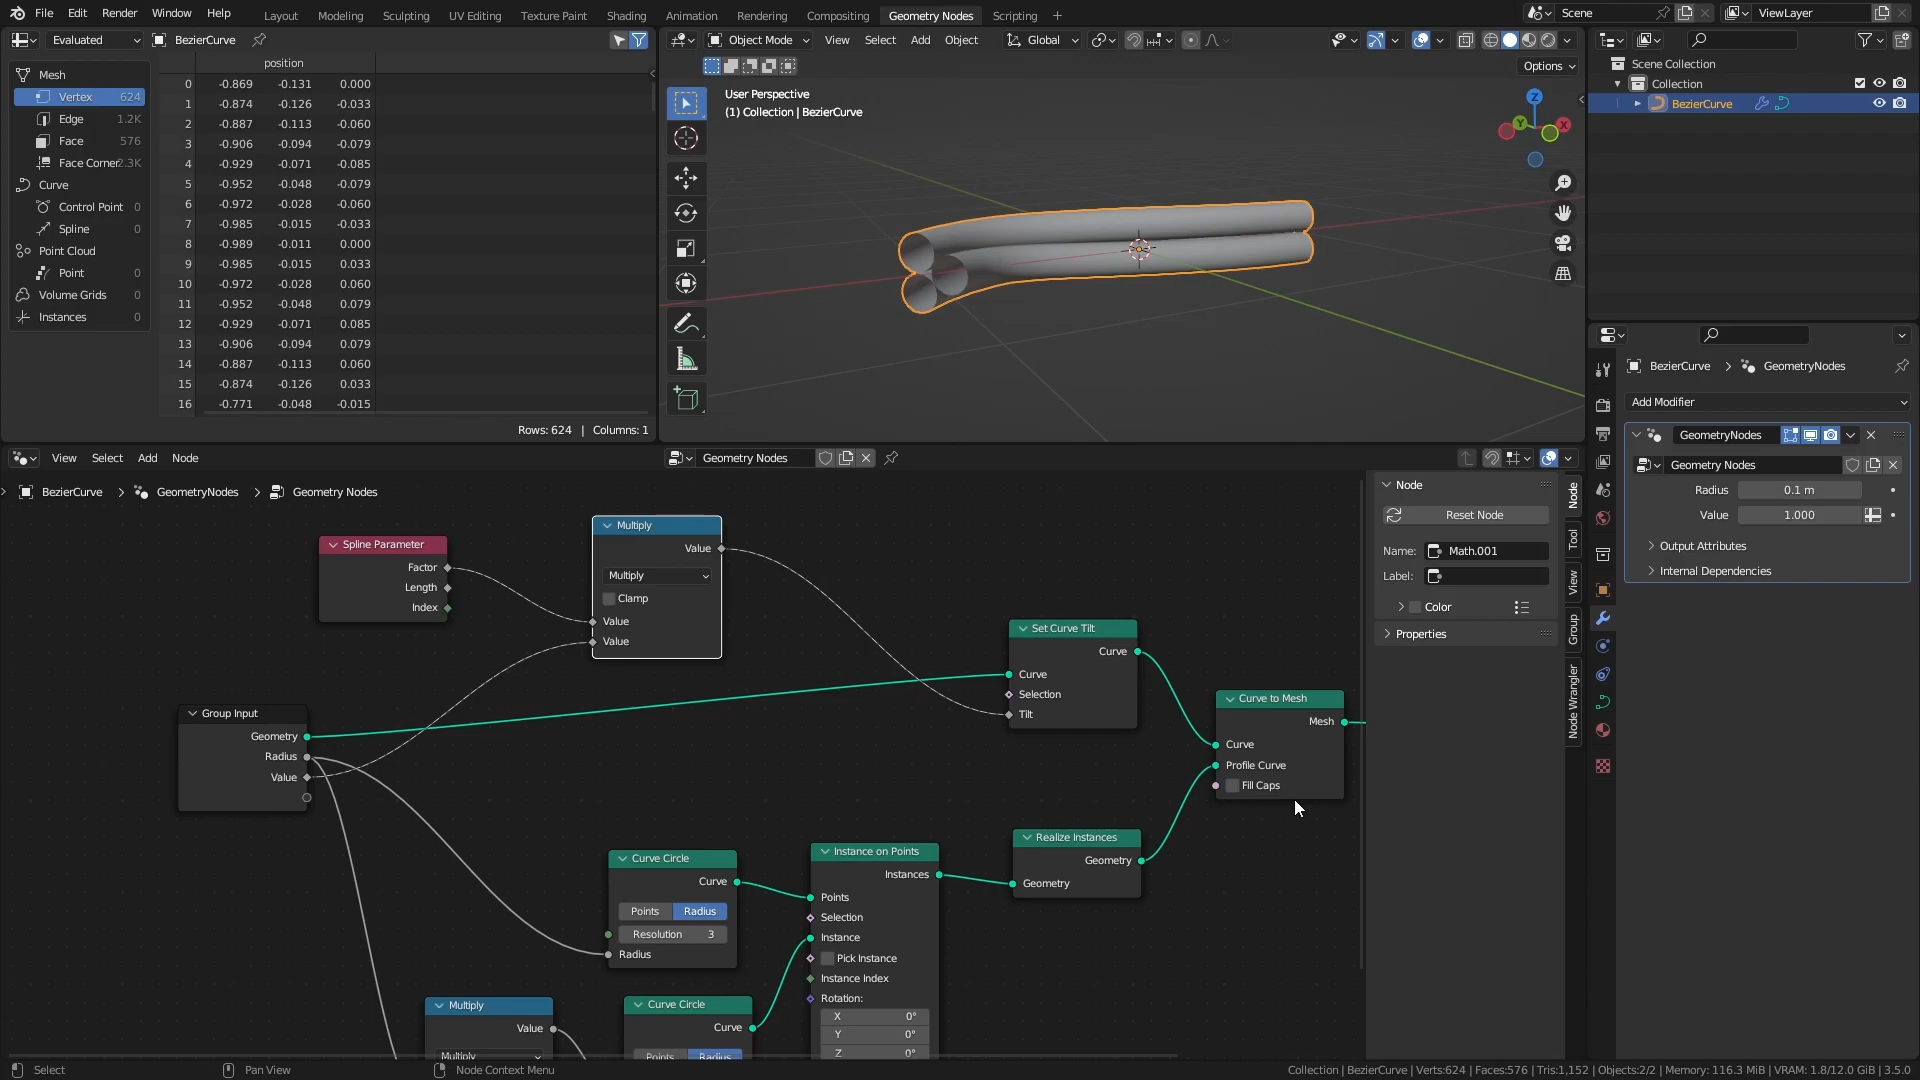 File Edit Render Window Help Layout Modeling Sculpting UV Editing Texture Paint Shading Animation Rendering Compositing Geometry Nodes Scripting + Scene ViewLayer
Evaluated BezierCurve
Object Mode View Select Add Object Global
Options
position
Mesh
Vertex 624
Edge 1.2K
Face 576
Face Corner 2.3K
Curve
Control Point 0
Spline 0
Point Cloud
Point 0
Volume Grids 0
Instances 0
0 -0.869 -0.131 0.000
1 -0.874 -0.126 -0.033
2 -0.887 -0.113 -0.060
3 -0.906 -0.094 -0.079
4 -0.929 -0.071 -0.085
5 -0.952 -0.048 -0.079
6 -0.972 -0.028 -0.060
7 -0.985 -0.015 -0.033
8 -0.989 -0.011 0.000
9 -0.985 -0.015 0.033
10 -0.972 -0.028 0.060
11 -0.952 -0.048 0.079
12 -0.929 -0.071 0.085
13 -0.906 -0.094 0.079
14 -0.887 -0.113 0.060
15 -0.874 -0.126 0.033
16 -0.771 -0.048 -0.015
Rows: 624 | Columns: 1
User Perspective
(1) Collection | BezierCurve
Z
Y
X
Scene Collection
Collection
BezierCurve
BezierCurve GeometryNodes
Add Modifier
GeometryNodes
Geometry Nodes
Radius 0.1 m
Value 1.000
Output Attributes
Internal Dependencies
View Select Add Node Geometry Nodes
BezierCurve GeometryNodes Geometry Nodes
Spline Parameter
Factor
Length
Index
Multiply
Value
Multiply
Clamp
Value
Value
Group Input
Geometry
Radius
Value
Set Curve Tilt
Curve
Curve
Selection
Tilt
Curve to Mesh
Mesh
Curve
Profile Curve
Fill Caps
Curve Circle
Curve
Points Radius
Resolution 3
Radius
Instance on Points
Instances
Points
Selection
Instance
Pick Instance
Instance Index
Rotation:
X 0°
Y 0°
Z 0°
Realize Instances
Geometry
Geometry
Multiply
Value
Multiply
Curve Circle
Curve
Points Radius
Node
Reset Node
Name: Math.001
Label:
Color
Properties
Node
Tool
View
Group
Node Wrangler
Select Pan View Node Context Menu
Collection | BezierCurve | Verts:624 | Faces:576 | Tris:1,152 | Objects:2/2 | Memory: 116.3 MiB | VRAM: 1.8/12.0 GiB | 3.5.0